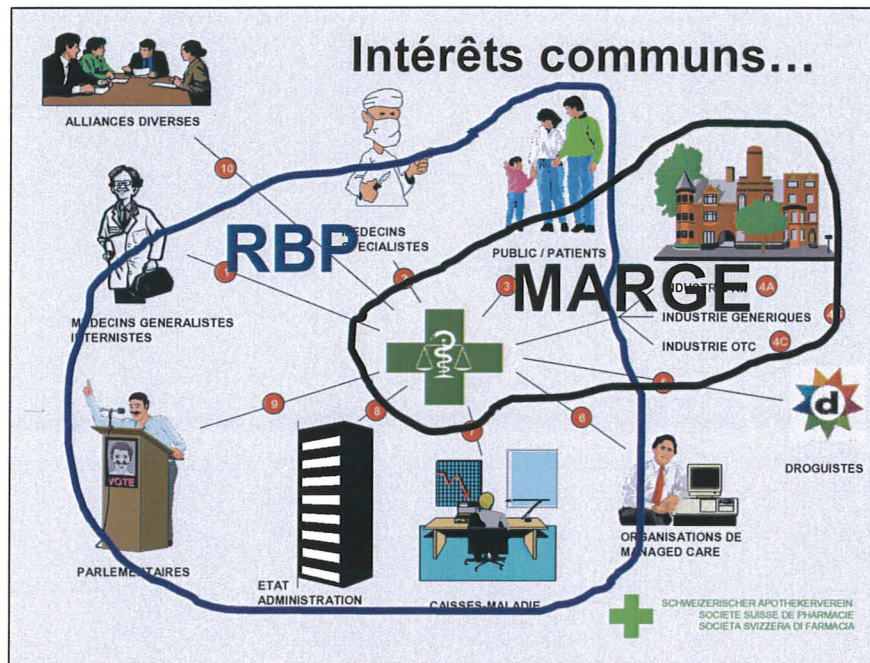 Intérêts communs...
ALLIANCES DIVERSES
10
RBP
MEDECINS
SPECIALISTES
PUBLIC / PATIENTS
MARGE
1
2
3
INDUSTRIE
4A
INDUSTRIE GENERIQUES
INDUSTRIE OTC
4C
MEDECINS GENERALISTES
INTERNISTES
5
d
DROGUISTES
9
8
7
6
VOTE
PARLEMENTAIRES
ETAT
ADMINISTRATION
CAISSES-MALADIE
ORGANISATIONS DE
MANAGED CARE
SCHWEIZERISCHER APOTHEKERVEREIN
SOCIETE SUISSE DE PHARMACIE
SOCIETA SVIZZERA DI FARMACIA